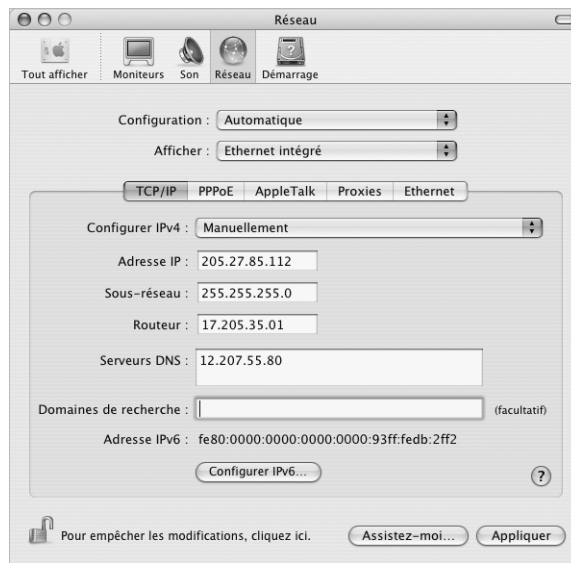 Réseau
Tout afficher Moniteurs Son Réseau Démarrage
Configuration : Automatique
Afficher : Ethernet intégré
TCP/IP PPPoE AppleTalk Proxies Ethernet
Configurer IPv4 : Manuellement
Adresse IP : 205.27.85.112
Sous-réseau : 255.255.255.0
Routeur : 17.205.35.01
Serveurs DNS : 12.207.55.80
Domaines de recherche : (facultatif)
Adresse IPv6 : fe80:0000:0000:0000:0000:93ff:fedb:2ff2
Configurer IPv6... ?
Pour empêcher les modifications, cliquez ici. Assistez-moi... Appliquer